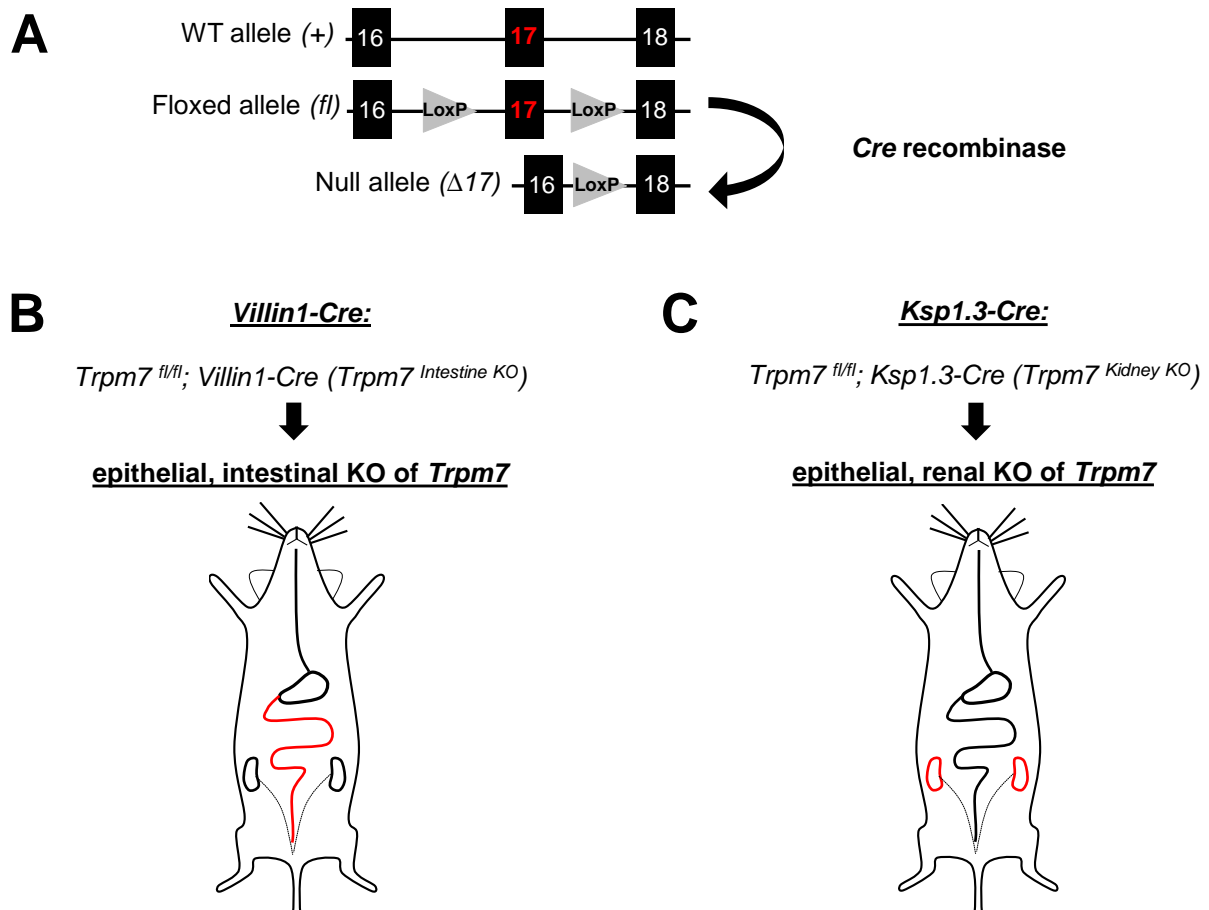 A
WT allele (+) 16 17 18
Floxed allele (fl) 16 LoxP 17 LoxP 18
Cre recombinase
Null allele (Δ17) 16 LoxP 18
B
Villin1-Cre:
Trpm7 fl/fl; Villin1-Cre (Trpm7 Intestine KO)
epithelial, intestinal KO of Trpm7
C
Ksp1.3-Cre:
Trpm7 fl/fl; Ksp1.3-Cre (Trpm7 Kidney KO)
epithelial, renal KO of Trpm7